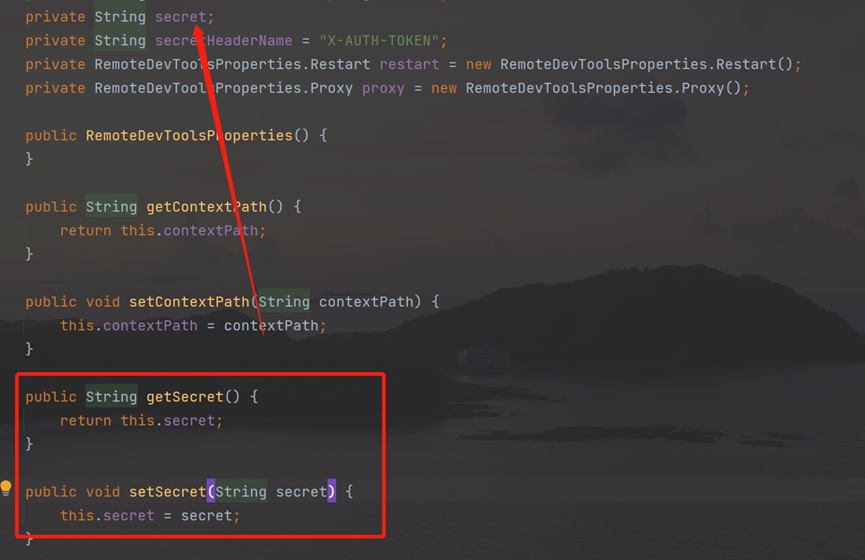 private String secret;
private String secretHeaderName = "X-AUTH-TOKEN";
private RemoteDevToolsProperties.Restart restart = new RemoteDevToolsProperties.Restart();
private RemoteDevToolsProperties.Proxy proxy = new RemoteDevToolsProperties.Proxy();
public RemoteDevToolsProperties() {
}
public String getContextPath() {
return this.contextPath;
}
public void setContextPath(String contextPath) {
this.contextPath = contextPath;
}
public String getSecret() {
return this.secret;
}
public void setSecret(String secret) {
this.secret = secret;
}